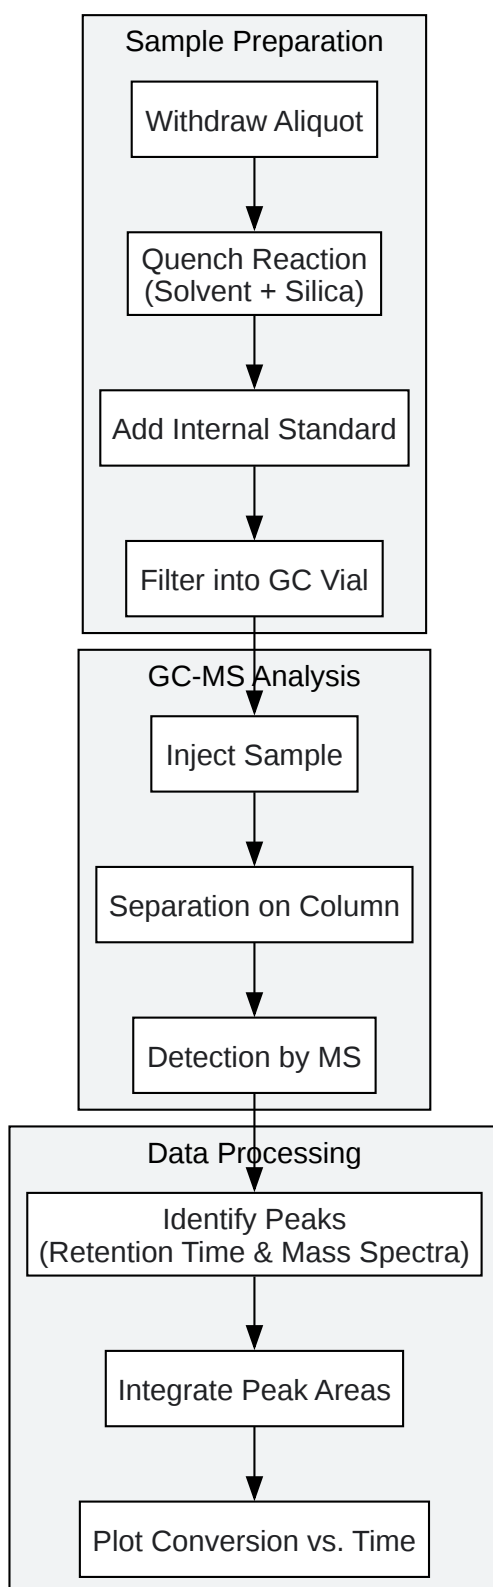 Sample Preparation
Withdraw Aliquot
Quench Reaction
(Solvent + Silica)
Add Internal Standard
Filter into GC Vial
GC-MS Analysis
Inject Sample
Separation on Column
Detection by MS
Data Processing
Identify Peaks
(Retention Time & Mass Spectra)
Integrate Peak Areas
Plot Conversion vs. Time